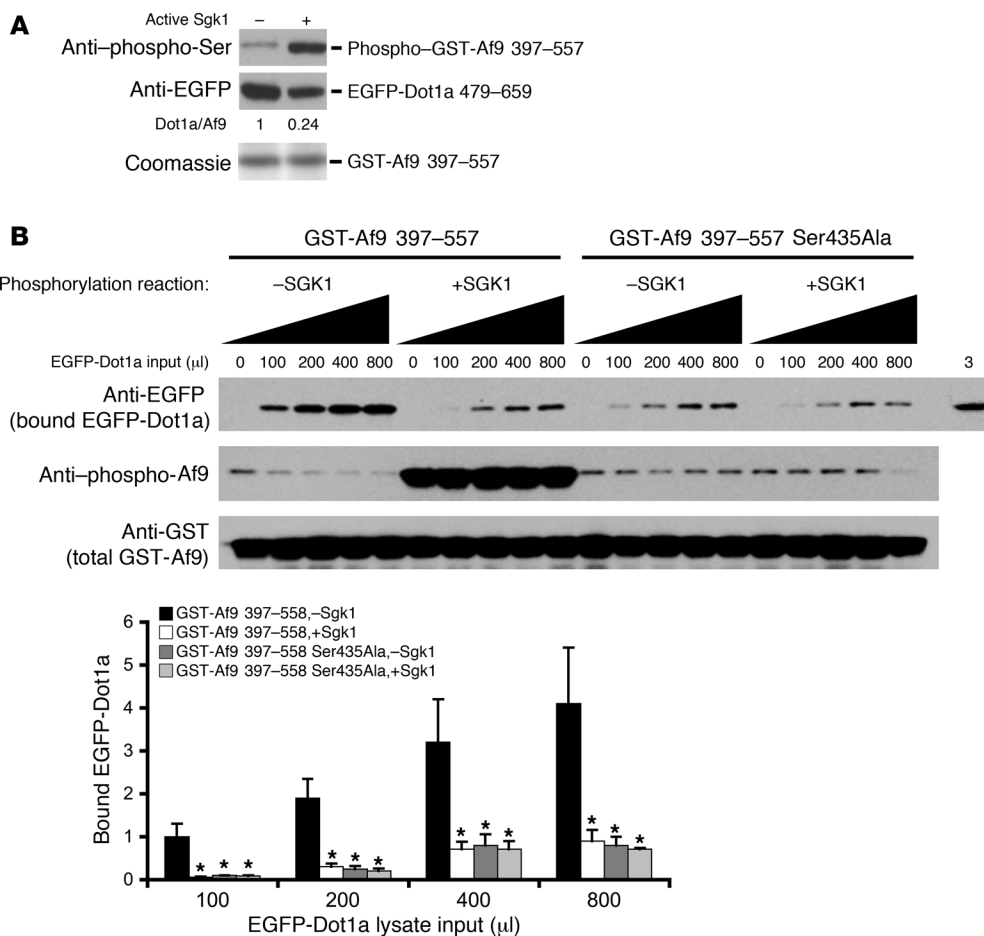 A
Active Sgk1 – +
Anti–phospho-Ser Phospho–GST-Af9 397–557
Anti-EGFP EGFP-Dot1a 479–659
Dot1a/Af9 1 0.24
Coomassie GST-Af9 397–557
B
GST-Af9 397–557 GST-Af9 397–557 Ser435Ala
Phosphorylation reaction: –SGK1 +SGK1 –SGK1 +SGK1
EGFP-Dot1a input (µl) 0 100 200 400 800 0 100 200 400 800 0 100 200 400 800 0 100 200 400 800 3
Anti-EGFP
(bound EGFP-Dot1a)
Anti–phospho-Af9
Anti-GST
(total GST-Af9)
GST-Af9 397–558,–Sgk1
GST-Af9 397–558,+Sgk1
GST-Af9 397–558 Ser435Ala,–Sgk1
GST-Af9 397–558 Ser435Ala,+Sgk1
Bound EGFP-Dot1a
6
5
4
3
2
1
0
* * * * * * * * * * * *
100 200 400 800
EGFP-Dot1a lysate input (µl)